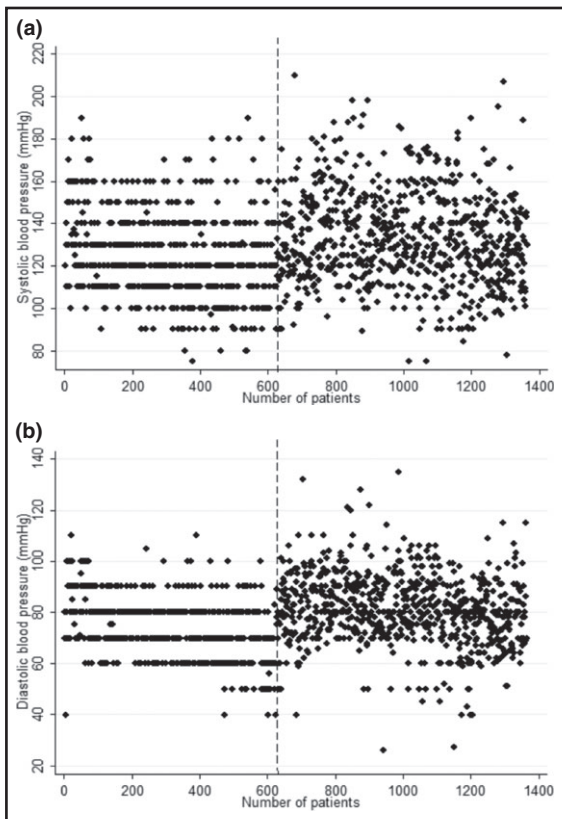 (a)
Systolic blood pressure (mmHg)
220
200
180
160
140
120
100
80
0 200 400 600 800 1000 1200 1400
Number of patients
(b)
Diastolic blood pressure (mmHg)
140
120
100
80
60
40
20
0 200 400 600 800 1000 1200 1400
Number of patients